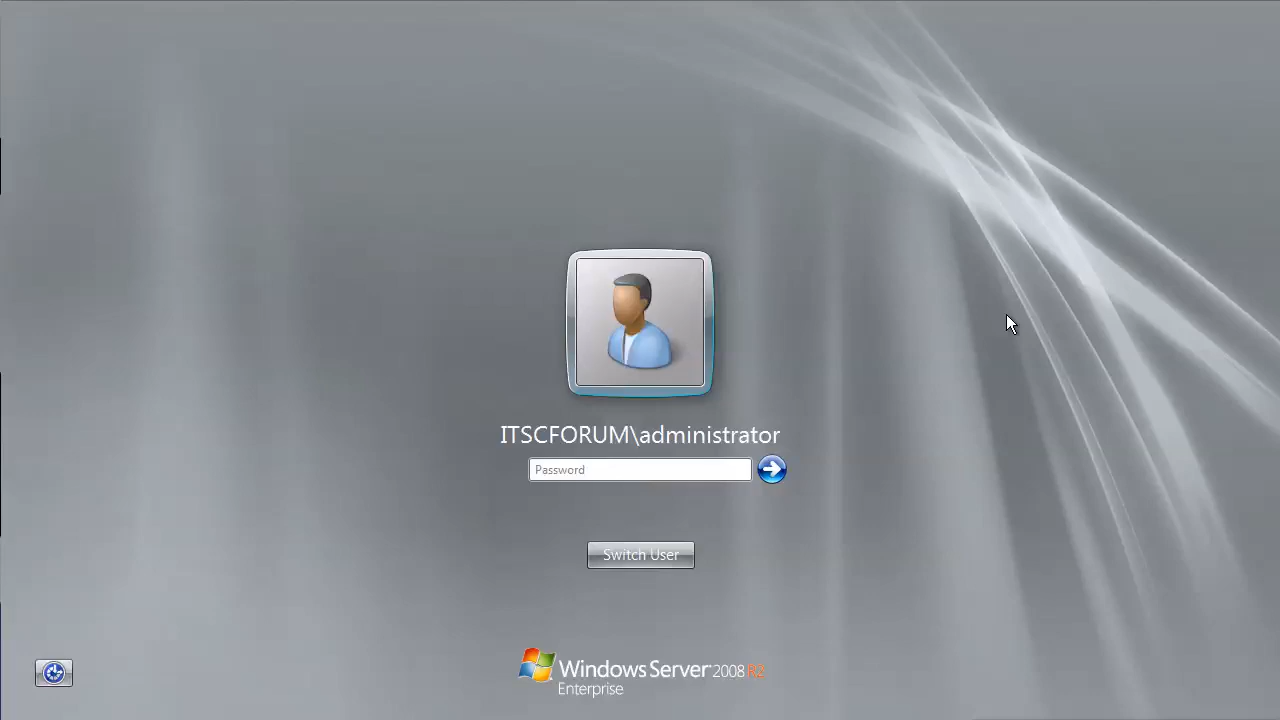 ITSCFORUM\administrator
Password
Switch User
Windows Server 2008 R2
Enterprise